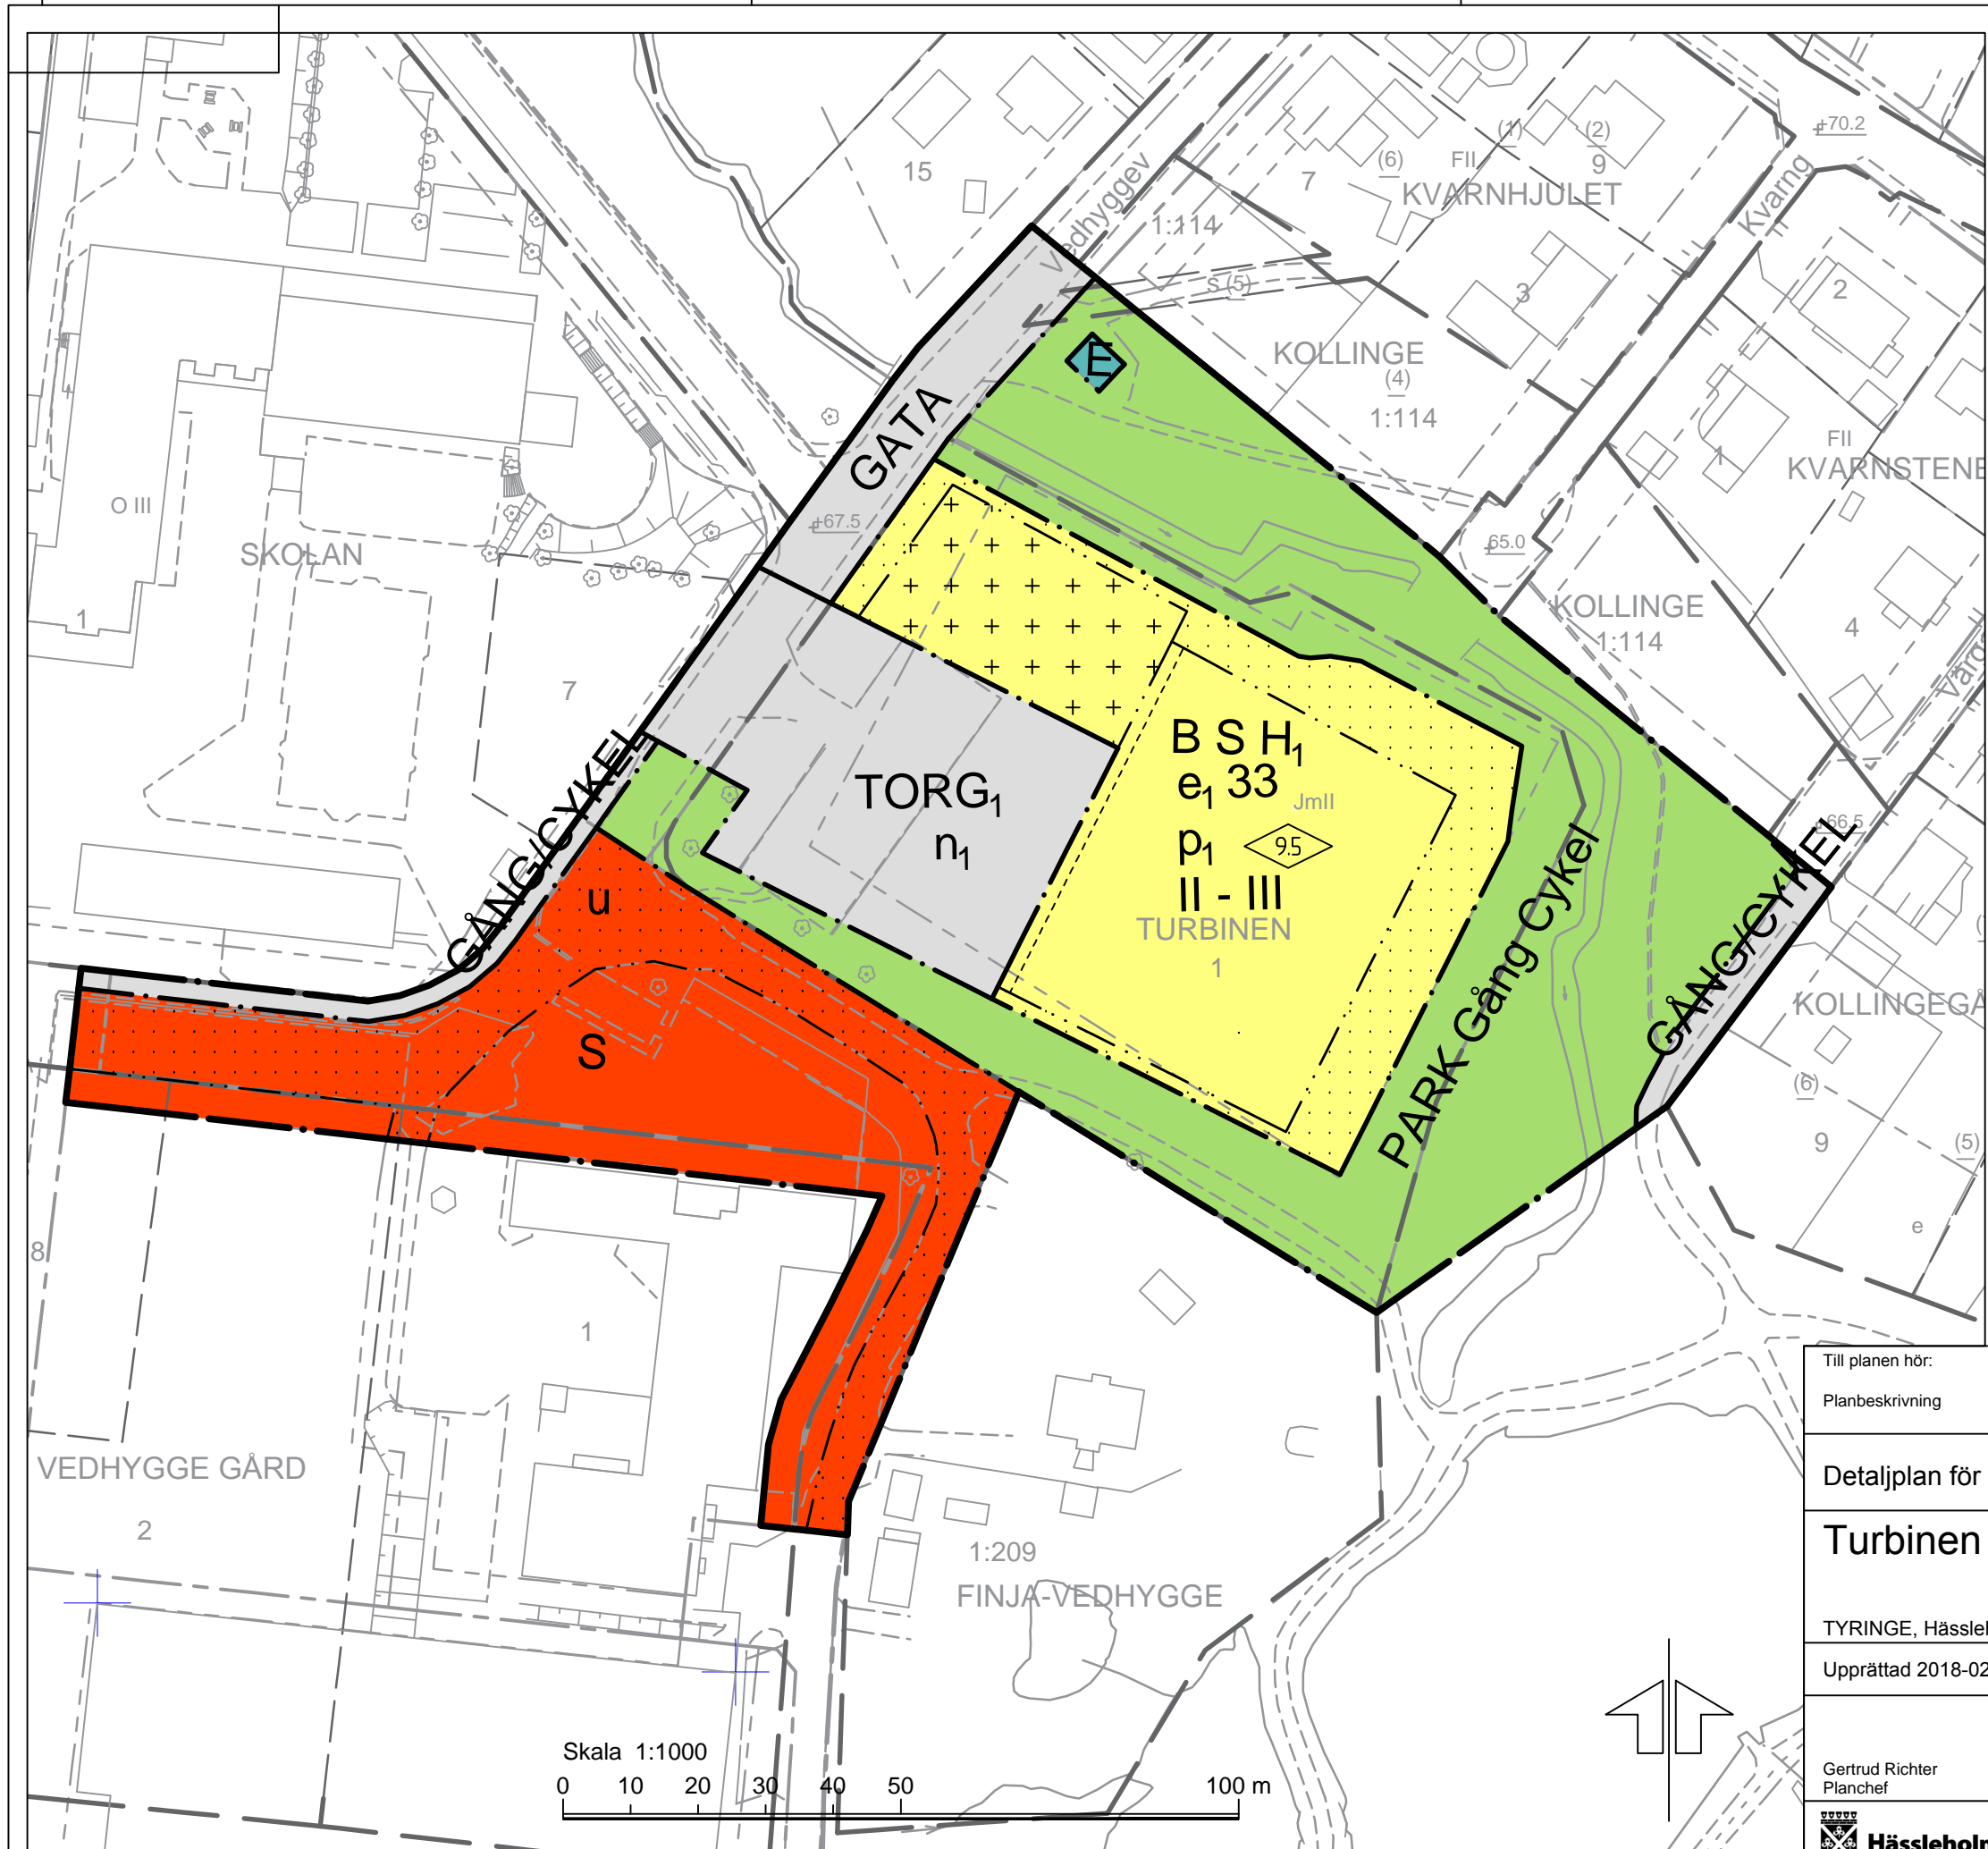 15
7
(6)
FII
(1)
(2)
9
+70.2
KVARNHJULET
Vedhyggev
1:114
Kvarng
S (5)
3
2
E
KOLLINGE
(4)
1:114
FII
1
GATA
O III
+67.5
SKOLAN
65.0
KOLLINGE
1:114
4
1
7
GÅNG/CYKEL
B S H1
e1 33
JmII
TORG1
n1
p1
9.5
II - III
TURBINEN
1
66.5
u
PARK Gång Cykel
GÅNG/CYKEL
S
(6)
9
(5)
e
8
1
VEDHYGGE GÅRD
2
1:209
FINJA-VEDHYGGE
Till planen hör:
Planbeskrivning
Detaljplan för
Turbinen
TYRINGE,
Upprättad 2018-02
Gertrud Richter
Planchef
Skala 1:1000
0 10 20 30 40 50 100 m